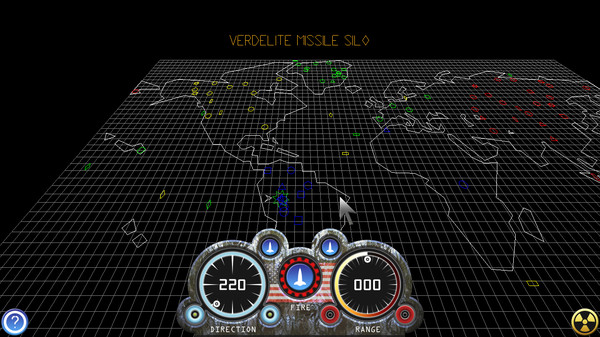 VERDELITE MISSILE SILO
220
000
FIRE
DIRECTION
RANGE
?